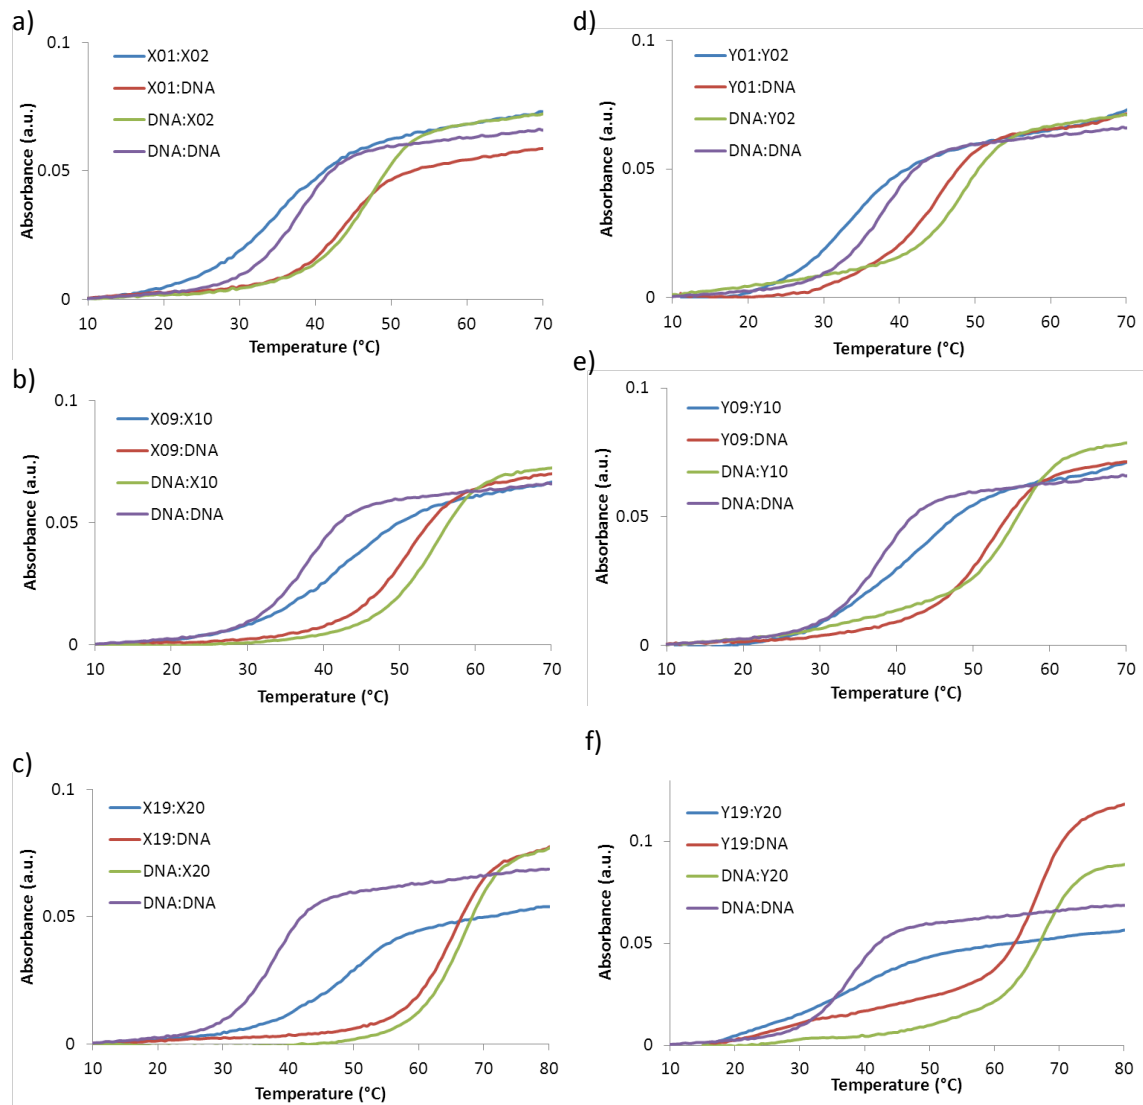 a)
0.1
0.05
0
Absorbance (a.u.)
X01:X02
X01:DNA
DNA:X02
DNA:DNA
10 20 30 40 50 60 70
Temperature (°C)
d)
0.1
0.05
0
Absorbance (a.u.)
Y01:Y02
Y01:DNA
DNA:Y02
DNA:DNA
10 20 30 40 50 60 70
Temperature (°C)
b)
0.1
0.05
0
Absorbance (a.u.)
X09:X10
X09:DNA
DNA:X10
DNA:DNA
10 20 30 40 50 60 70
Temperature (°C)
e)
0.1
0.05
0
Absorbance (a.u.)
Y09:Y10
Y09:DNA
DNA:Y10
DNA:DNA
10 20 30 40 50 60 70
Temperature (°C)
c)
0.1
0.05
0
Absorbance (a.u.)
X19:X20
X19:DNA
DNA:X20
DNA:DNA
10 20 30 40 50 60 70 80
Temperature (°C)
f)
0.1
0.05
0
Absorbance (a.u.)
Y19:Y20
Y19:DNA
DNA:Y20
DNA:DNA
10 20 30 40 50 60 70 80
Temperature (°C)